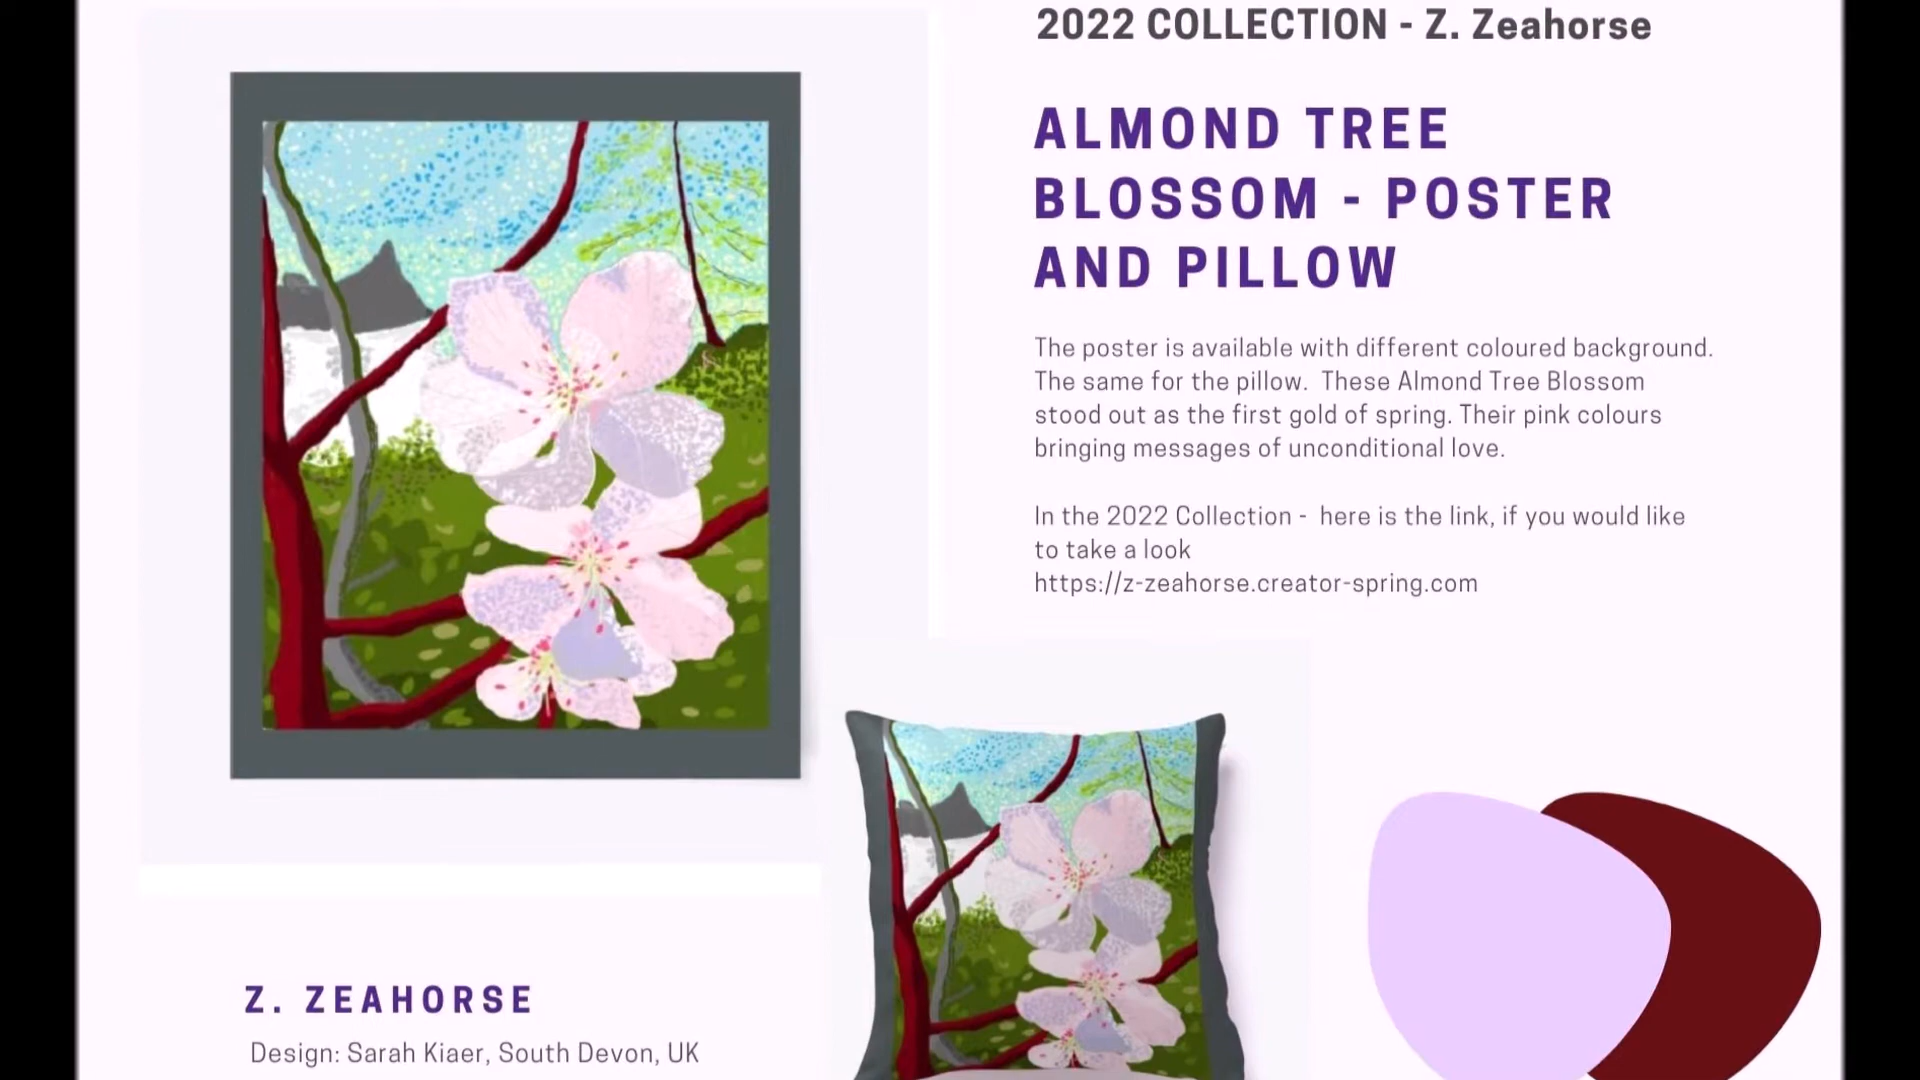 2022 COLLECTION - Z. Zeahorse
ALMOND TREE
BLOSSOM - POSTER
AND PILLOW
The poster is available with different coloured background.
The same for the pillow.  These Almond Tree Blossom
stood out as the first gold of spring. Their pink colours
bringing messages of unconditional love.
In the 2022 Collection -  here is the link, if you would like
to take a look
https://z-zeahorse.creator-spring.com
Z. ZEAHORSE
Design: Sarah Kiaer, South Devon, UK